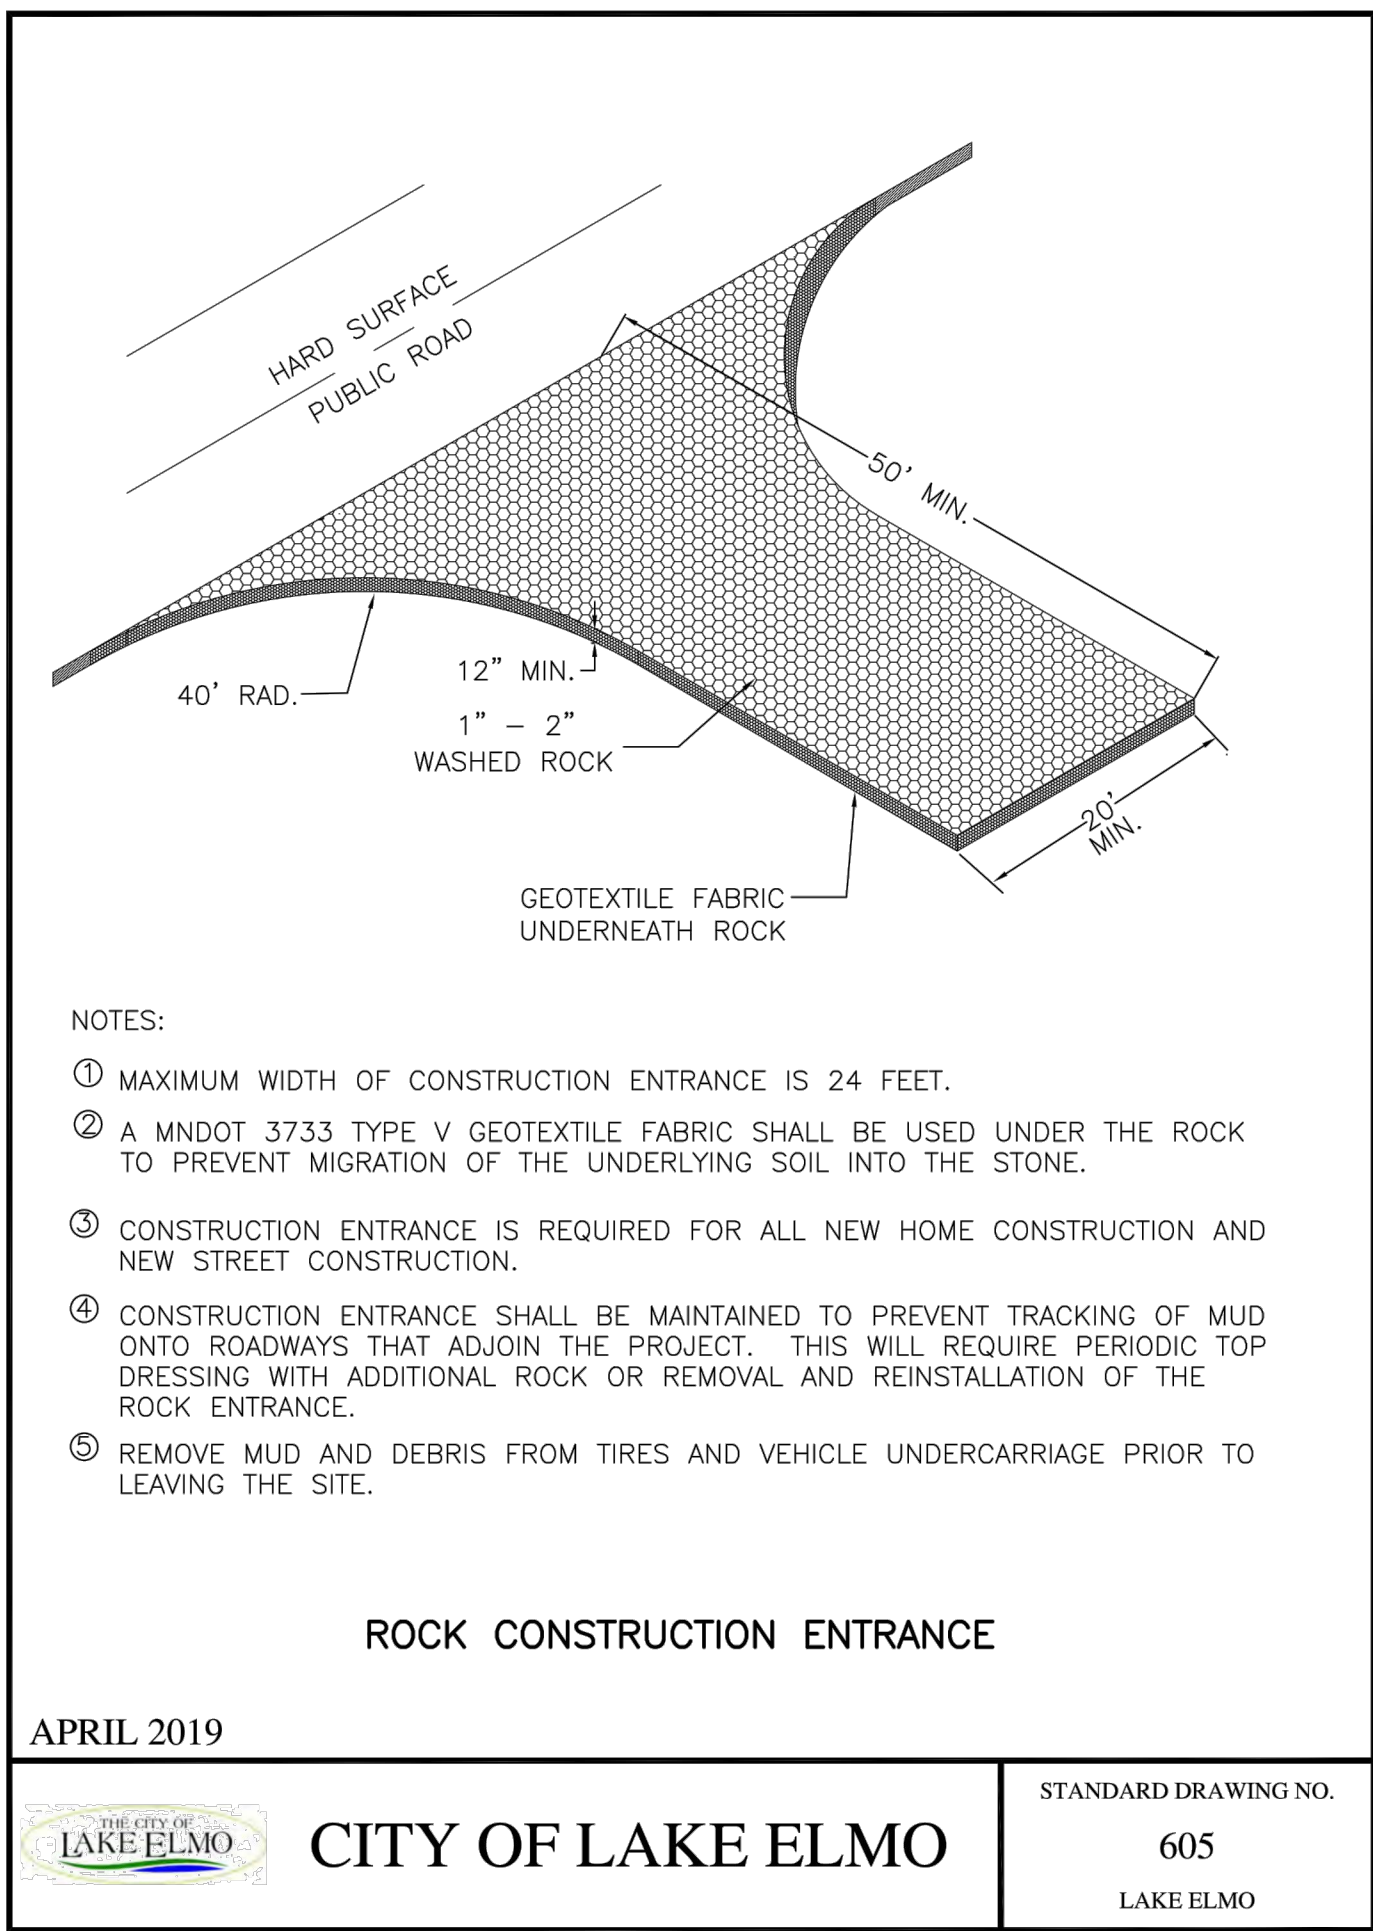 HARD SURFACE
PUBLIC ROAD
50' MIN.
12" MIN.
40' RAD.
1" - 2"
WASHED ROCK
20'
MIN.
GEOTEXTILE FABRIC
UNDERNEATH ROCK
NOTES:
① MAXIMUM WIDTH OF CONSTRUCTION ENTRANCE IS 24 FEET.
② A MNDOT 3733 TYPE V GEOTEXTILE FABRIC SHALL BE USED UNDER THE ROCK
TO PREVENT MIGRATION OF THE UNDERLYING SOIL INTO THE STONE.
③ CONSTRUCTION ENTRANCE IS REQUIRED FOR ALL NEW HOME CONSTRUCTION AND
NEW STREET CONSTRUCTION.
④ CONSTRUCTION ENTRANCE SHALL BE MAINTAINED TO PREVENT TRACKING OF MUD
ONTO ROADWAYS THAT ADJOIN THE PROJECT. THIS WILL REQUIRE PERIODIC TOP
DRESSING WITH ADDITIONAL ROCK OR REMOVAL AND REINSTALLATION OF THE
ROCK ENTRANCE.
⑤ REMOVE MUD AND DEBRIS FROM TIRES AND VEHICLE UNDERCARRIAGE PRIOR TO
LEAVING THE SITE.
ROCK CONSTRUCTION ENTRANCE
APRIL 2019
THE CITY OF
LAKE ELMO
CITY OF LAKE ELMO
STANDARD DRAWING NO.
605
LAKE ELMO